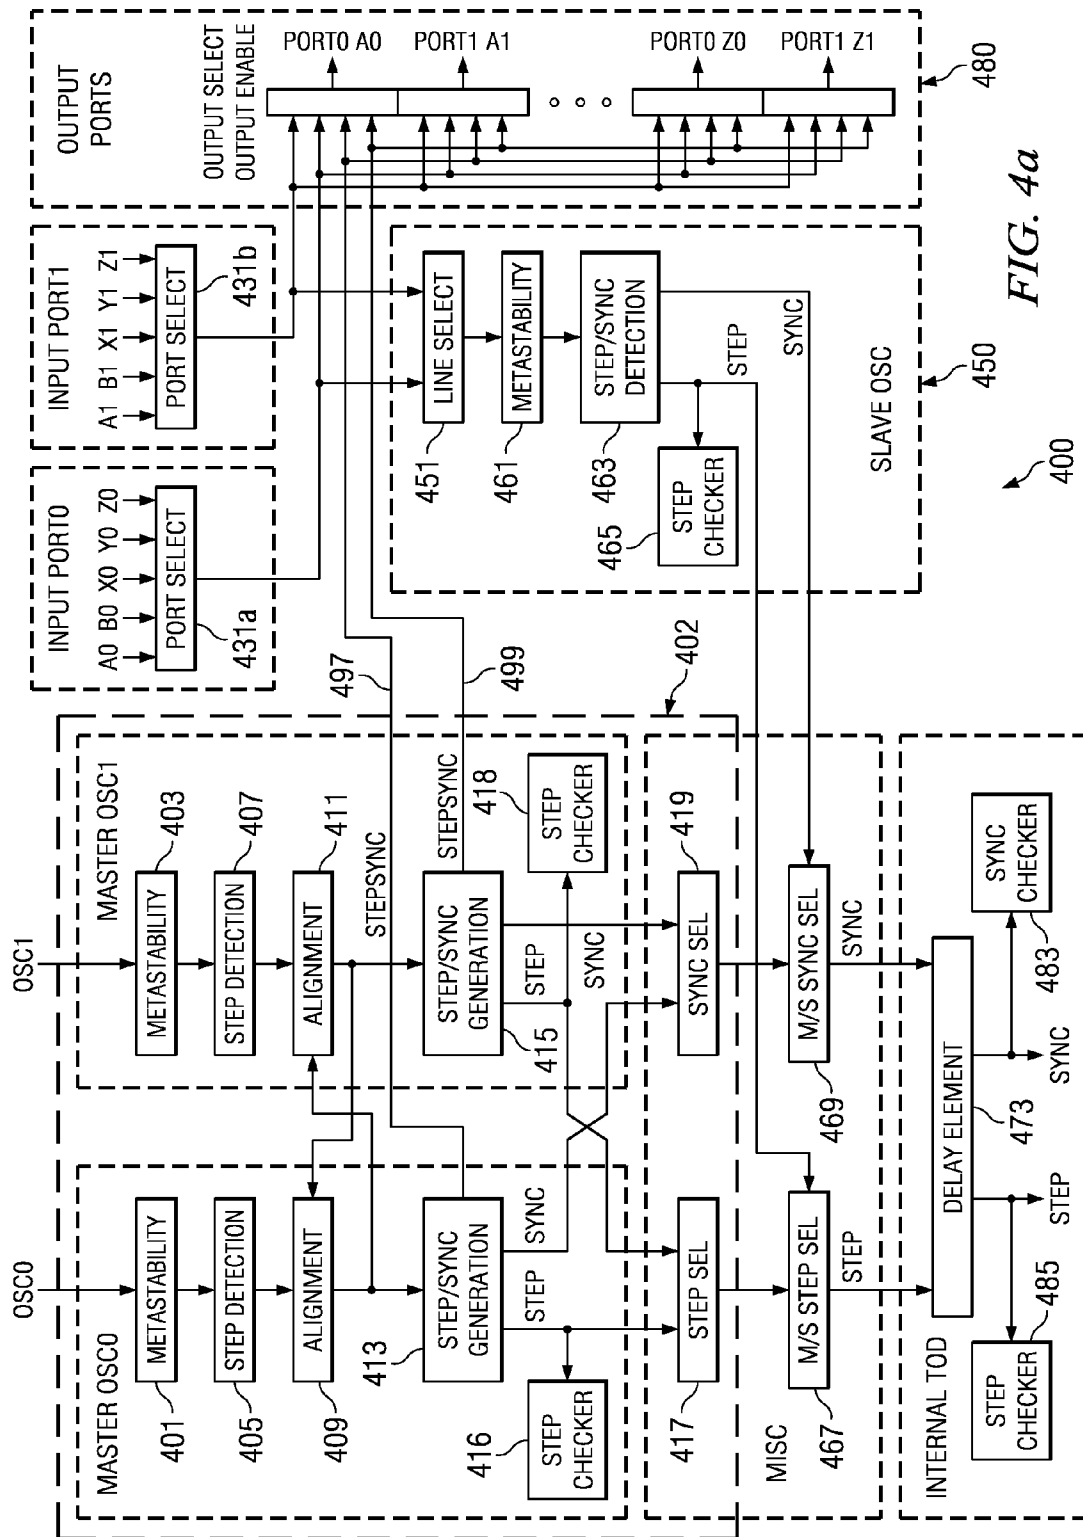 OSC0
OSC1
MASTER OSC0
METASTABILITY
401
STEP DETECTION
405
ALIGNMENT
409
STEP/SYNC
GENERATION
413
STEP
SYNC
STEP
CHECKER
416
MASTER OSC1
METASTABILITY
403
STEP DETECTION
407
ALIGNMENT
411
STEPSYNC
STEP/SYNC
GENERATION
415
STEPSYNC
STEP
SYNC
STEP
CHECKER
418
497
499
402
MISC
STEP SEL
417
SYNC SEL
419
M/S STEP SEL
467
STEP
M/S SYNC SEL
469
SYNC
INTERNAL TOD
DELAY ELEMENT
473
STEP
CHECKER
485
STEP
SYNC
SYNC
CHECKER
483
INPUT PORT0
A0 B0 X0 Y0 Z0
PORT SELECT
431a
INPUT PORT1
A1 B1 X1 Y1 Z1
PORT SELECT
431b
LINE SELECT
451
METASTABILITY
461
STEP/SYNC
DETECTION
463
STEP
CHECKER
465
STEP
SYNC
SLAVE OSC
450
OUTPUT
PORTS
OUTPUT SELECT
OUTPUT ENABLE
PORT0 A0
PORT1 A1
PORT0 Z0
PORT1 Z1
480
400
FIG. 4a